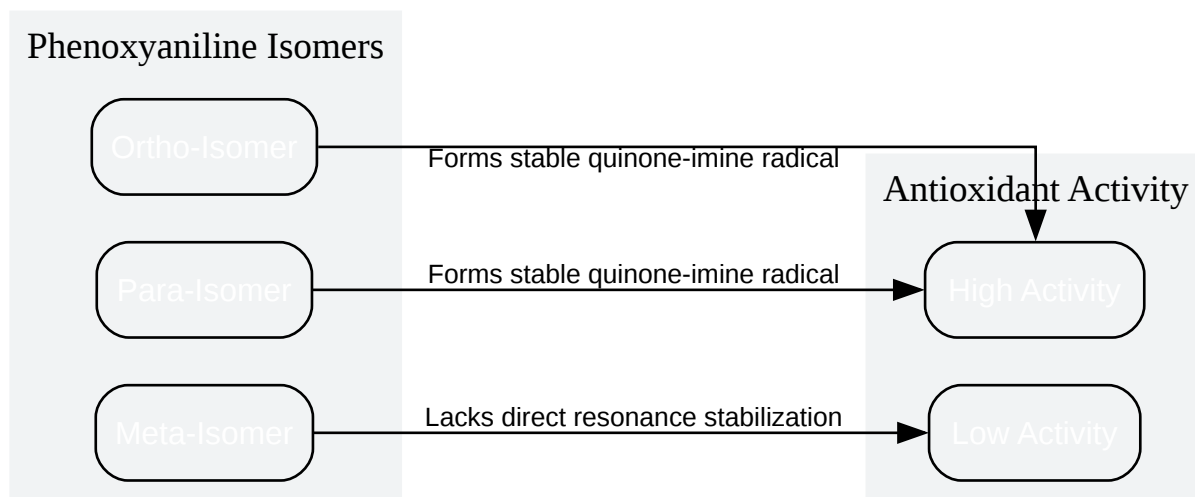 Phenoxyaniline Isomers
Ortho-Isomer
Forms stable quinone-imine radical
Antioxidant Activity
Para-Isomer
Forms stable quinone-imine radical
High Activity
Meta-Isomer
Lacks direct resonance stabilization
Low Activity